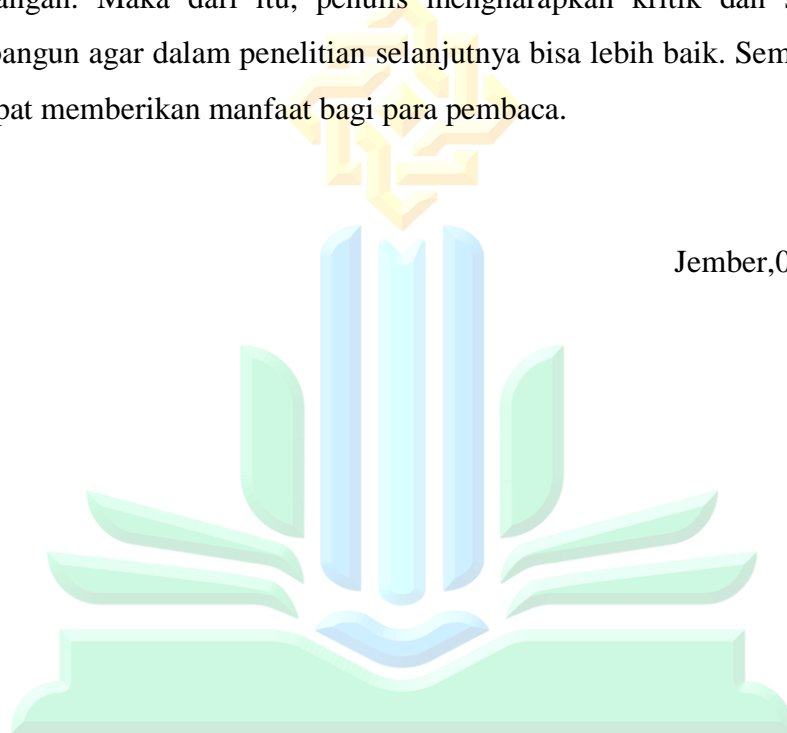 angan. Maka dari itu, penulis mengharapkan kritik dan s
bangun agar dalam penelitian selanjutnya bisa lebih baik. Sem
pat memberikan manfaat bagi para pembaca.
Jember,0